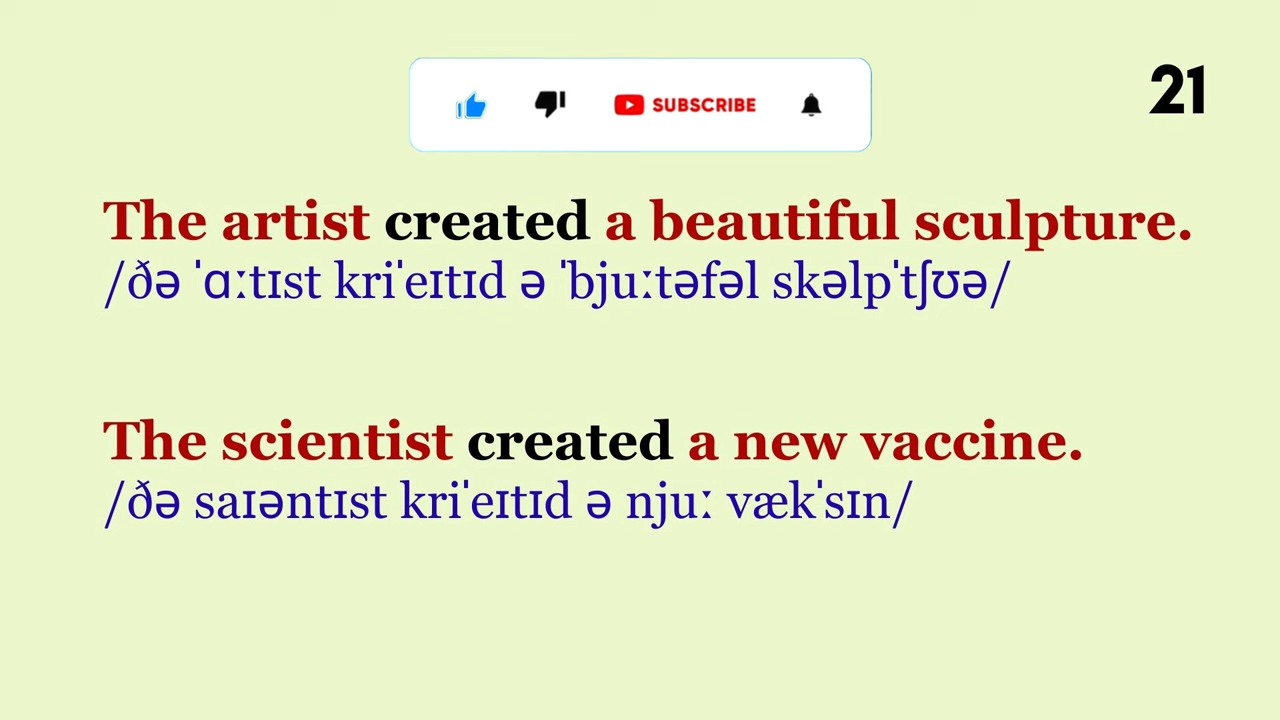 SUBSCRIBE
21
The artist created a beautiful sculpture.
/ðə ˈɑːtɪst kriˈeɪtɪd ə ˈbjuːtəfəl skəlpˈtʃʊə/
The scientist created a new vaccine.
/ðə saɪəntɪst kriˈeɪtɪd ə njuː vækˈsɪn/